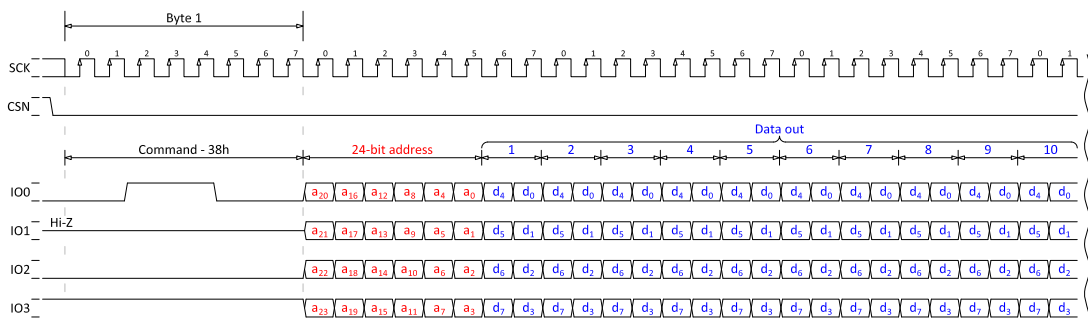 Byte 1
0 1 2 3 4 5 6 7 0 1 2 3 4 5 6 7 0 1 2 3 4 5 6 7 0 1 2 3 4 5 6 7 0 1
SCK
CSN
Data out
Command - 38h 24-bit address 1 2 3 4 5 6 7 8 9 10
IO0 a20 a16 a12 a8 a4 a0 d4 d0 d4 d0 d4 d0 d4 d0 d4 d0 d4 d0 d4 d0 d4 d0 d4 d0 d4 d0
Hi-Z
IO1 a21 a17 a13 a9 a5 a1 d5 d1 d5 d1 d5 d1 d5 d1 d5 d1 d5 d1 d5 d1 d5 d1 d5 d1 d5 d1
IO2 a22 a18 a14 a10 a6 a2 d6 d2 d6 d2 d6 d2 d6 d2 d6 d2 d6 d2 d6 d2 d6 d2 d6 d2 d6 d2
IO3 a23 a19 a15 a11 a7 a3 d7 d3 d7 d3 d7 d3 d7 d3 d7 d3 d7 d3 d7 d3 d7 d3 d7 d3 d7 d3